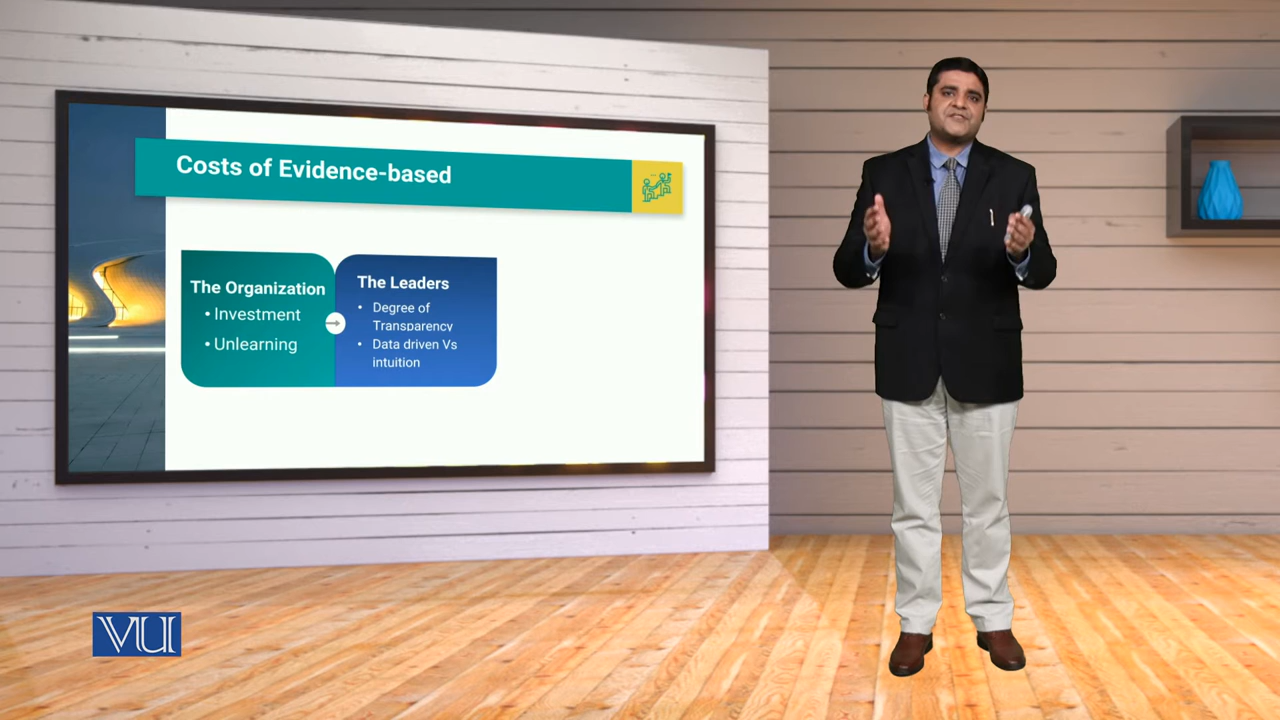 Costs of Evidence-based
The Organization
• Investment
• Unlearning
The Leaders
• Degree of
Transparency
• Data driven Vs
intuition
VU